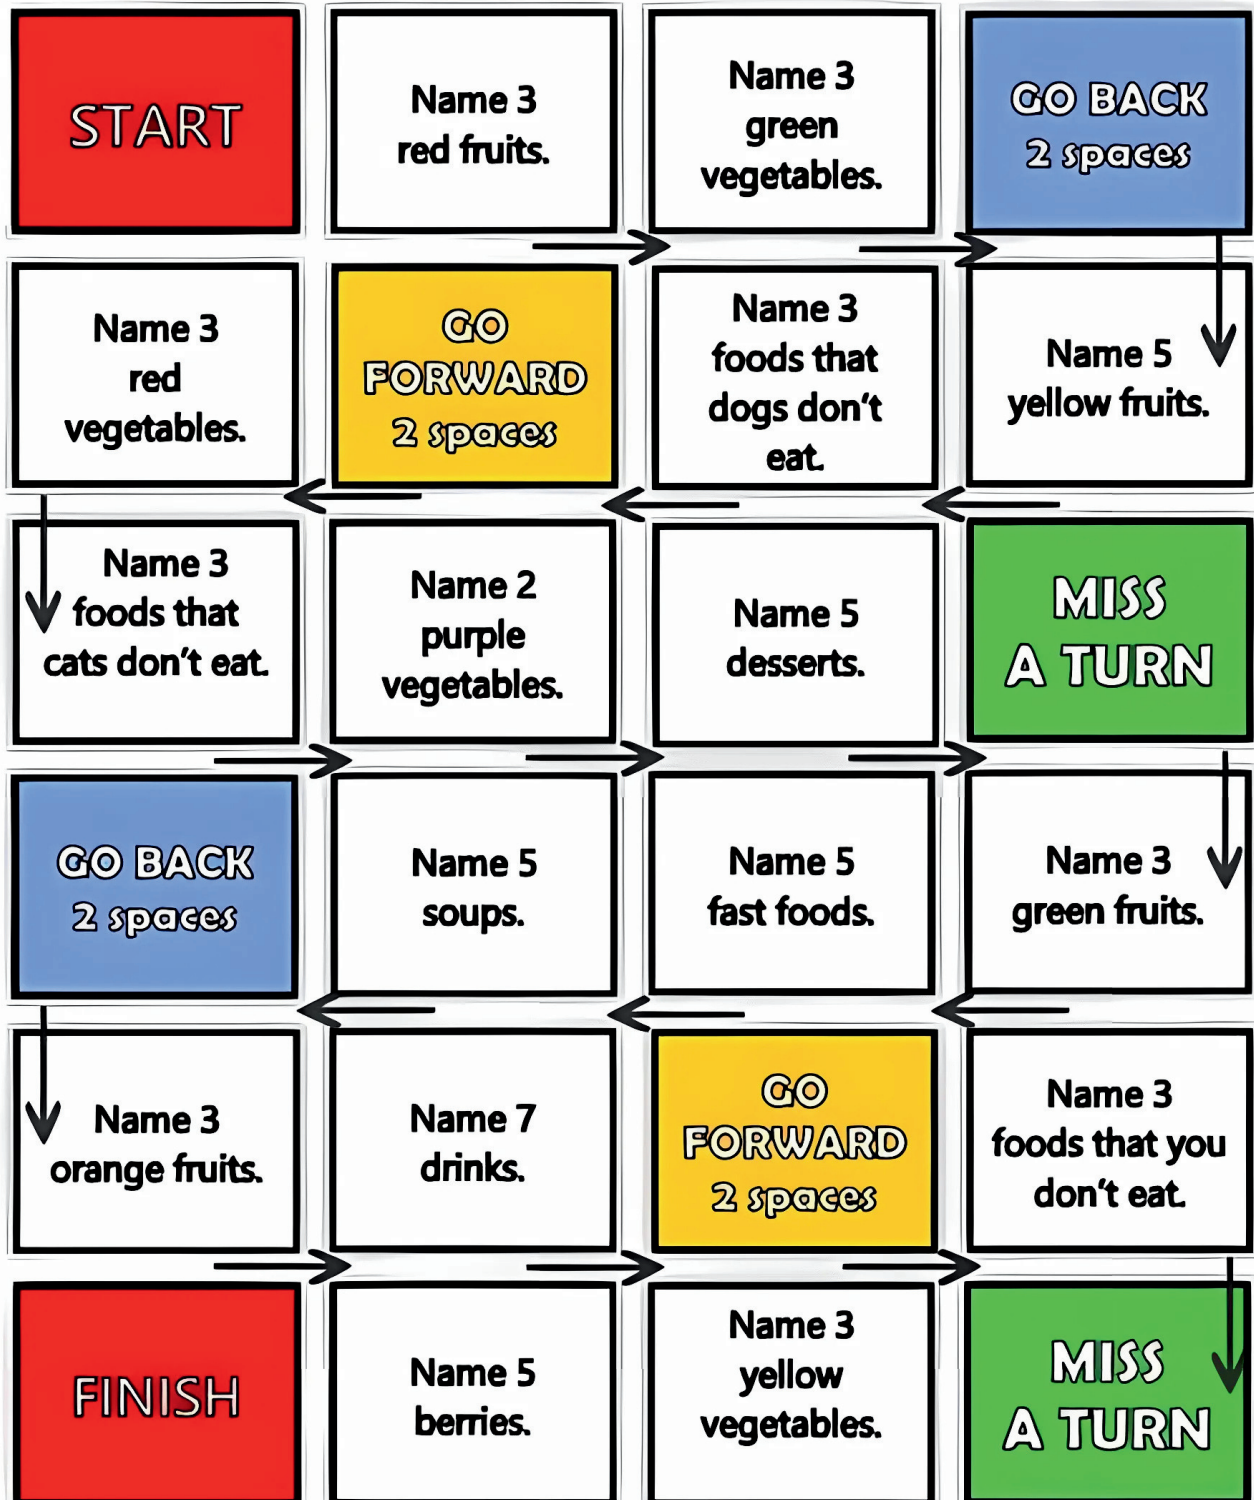 START
Name 3
red fruits.
Name 3
green
vegetables.
GO BACK
2 spaces
Name 3
red
vegetables.
GO
FORWARD
2 spaces
Name 3
foods that
dogs don't
eat.
Name 5
yellow fruits.
Name 3
foods that
cats don't eat.
Name 2
purple
vegetables.
Name 5
desserts.
MISS
A TURN
GO BACK
2 spaces
Name 5
soups.
Name 5
fast foods.
Name 3
green fruits.
Name 3
orange fruits.
Name 7
drinks.
GO
FORWARD
2 spaces
Name 3
foods that you
don't eat.
FINISH
Name 5
berries.
Name 3
yellow
vegetables.
MISS
A TURN